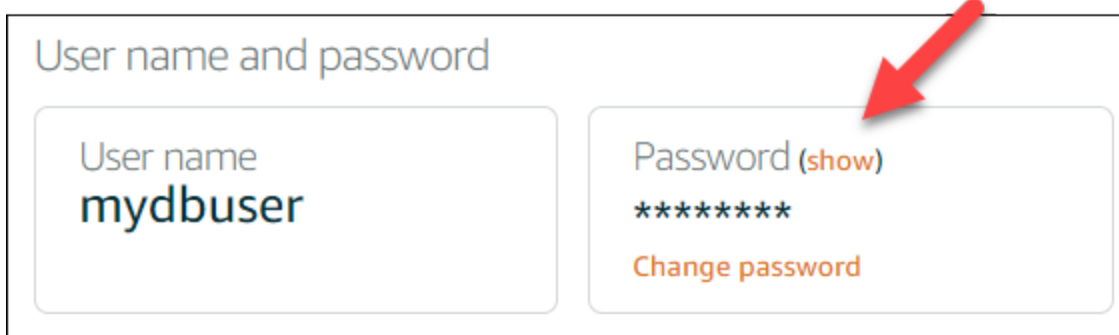 User name and password
User name
mydbuser
Password (show)
********
Change password